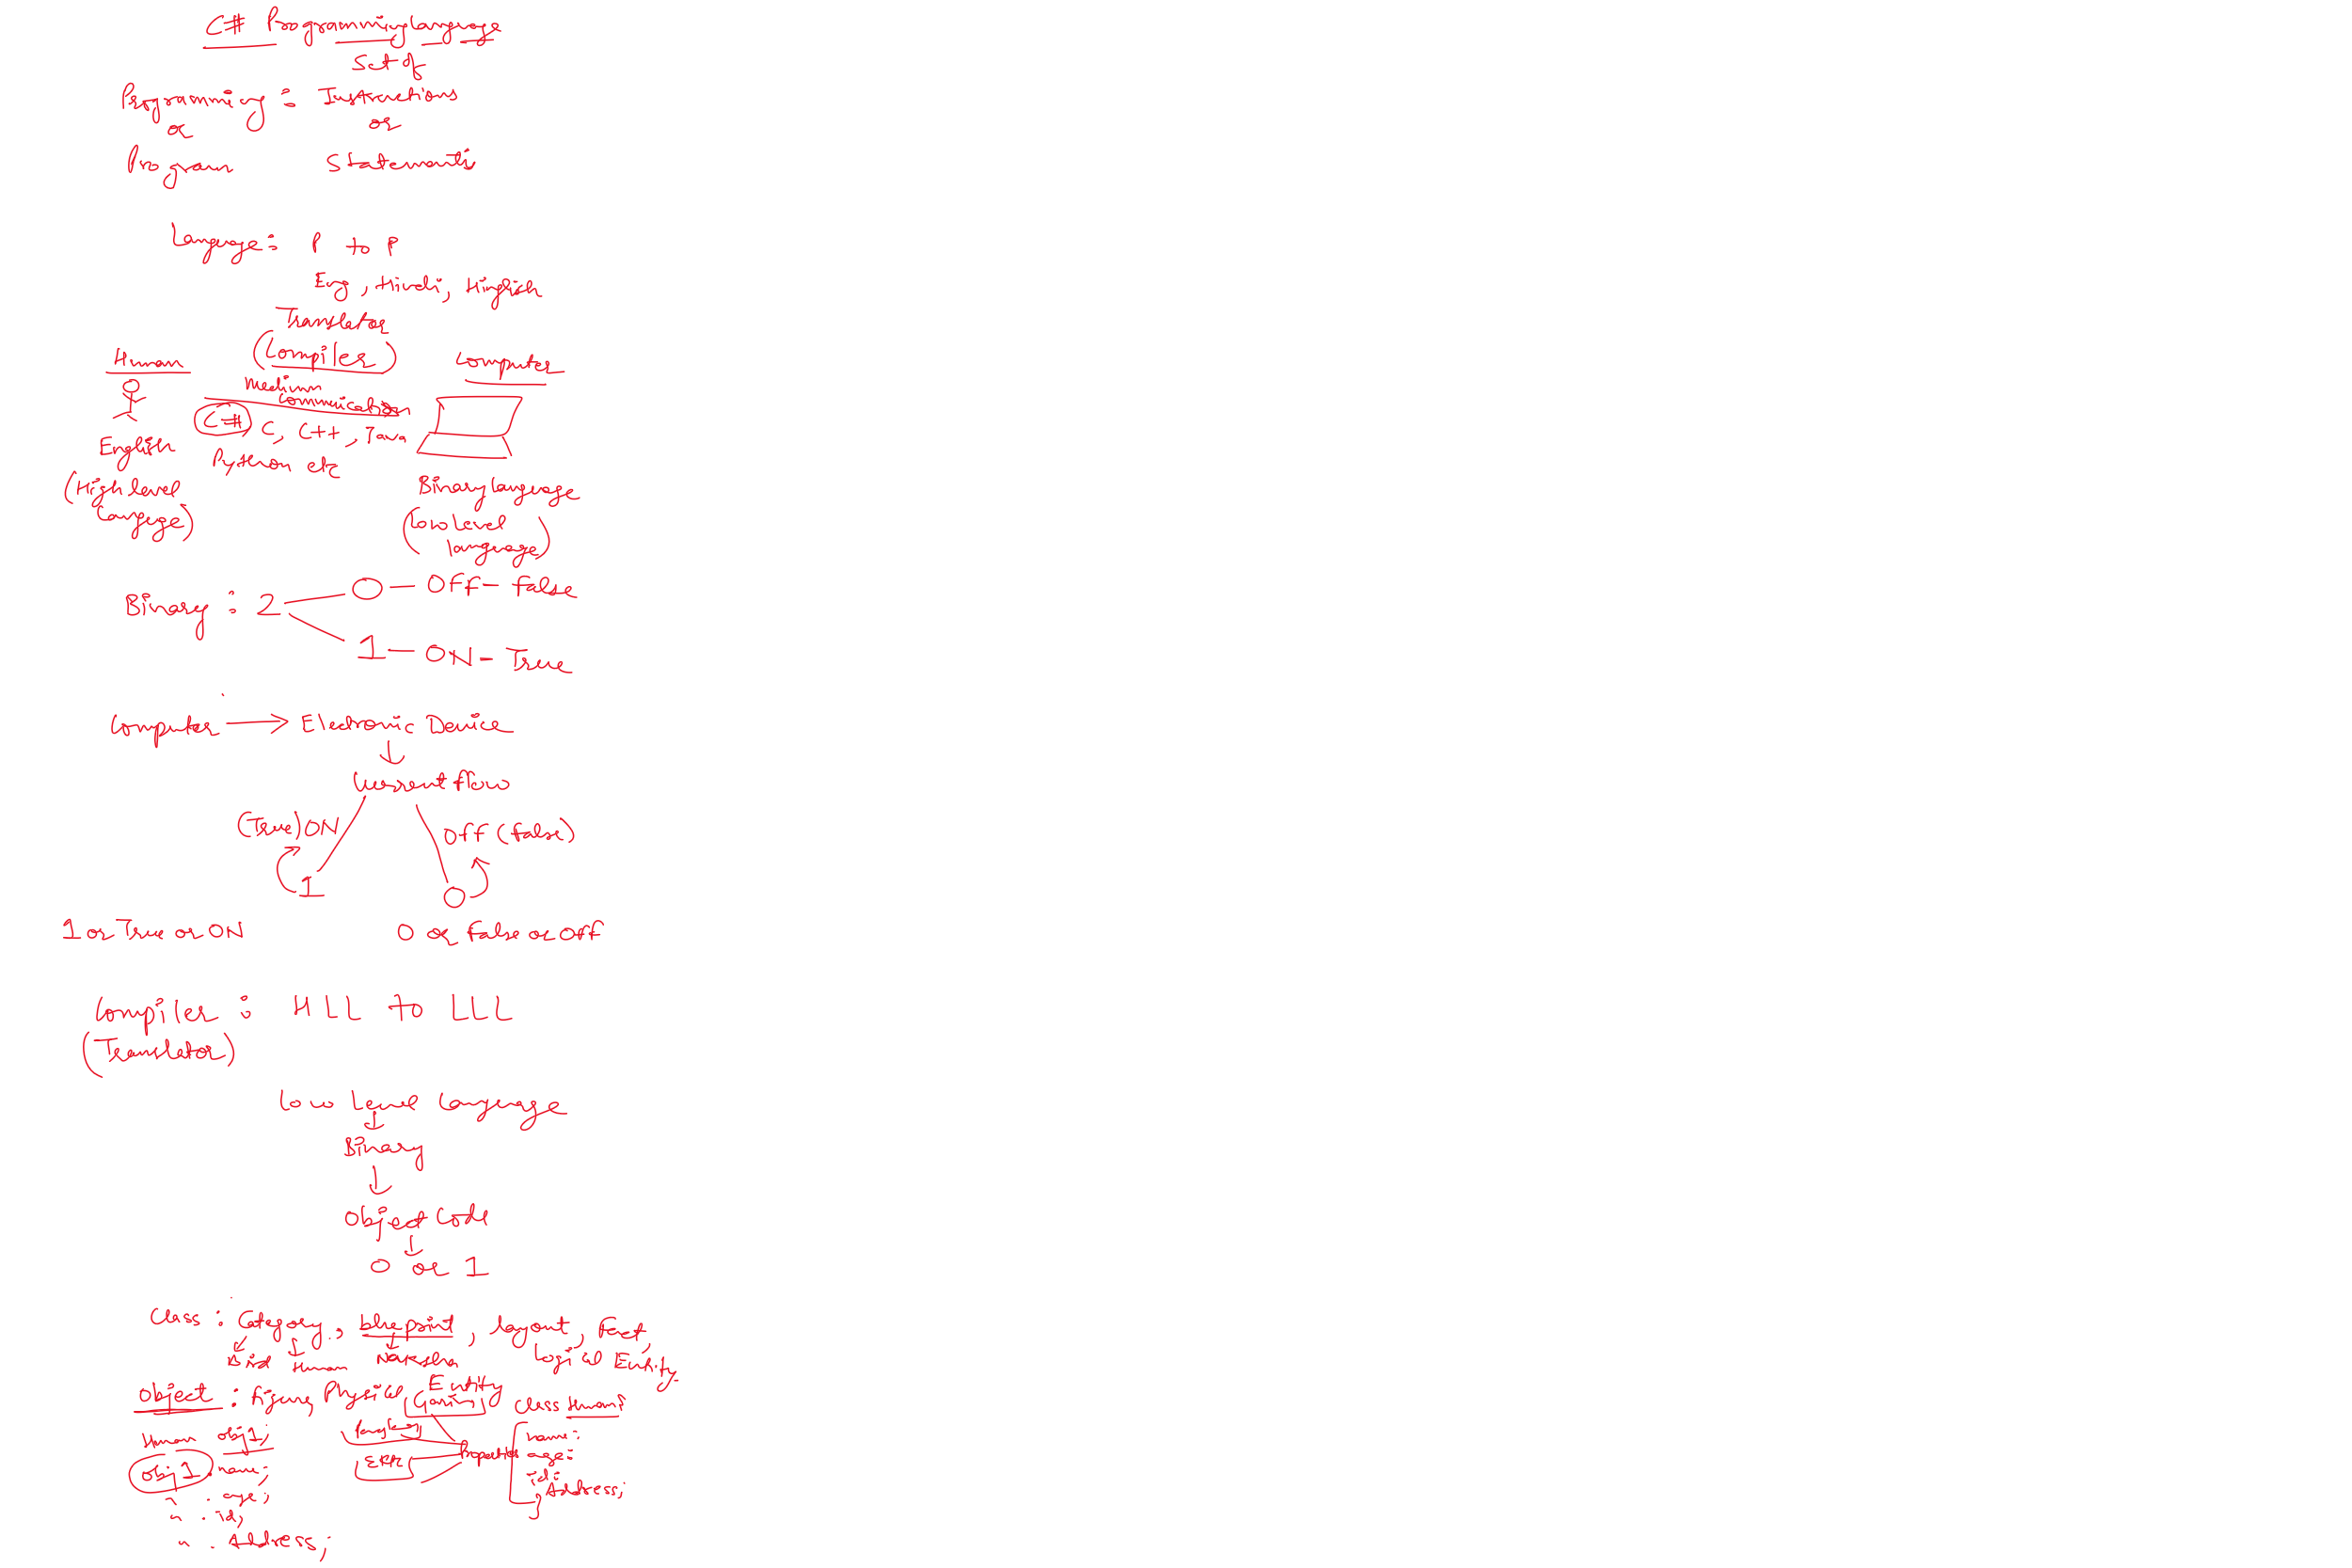 C# Programming Language
Set of
Programming : Instructions
or or
Program Statements
Language : P to P
Eng, Hindi, Hinglish
Translator
(Compiler)
Human Computer
Medium
Communication
C# C, C++, Java
Python etc
English
(High level
Language)
Binary Language
(Low Level
Language)
Binary : 2
0 - Off - False
1 - ON - True
Computer → Electronic Device
↓
Current flow
(True) ON Off (False)
1 0
1 or True or ON 0 or False or Off
Compiler : HLL to LLL
(Translator)
Low Level Language
↓
Binary
↓
Object Code
↓
0 or 1
Class : Category, blueprint, layout, Fact,
Bird Human Naksha Logical Entity.
Object : figure, Physical Entity
class Human {
Human obj1; name;
obj1.name; Properties age;
" . age; id;
" . id; Address;
" . Address; }